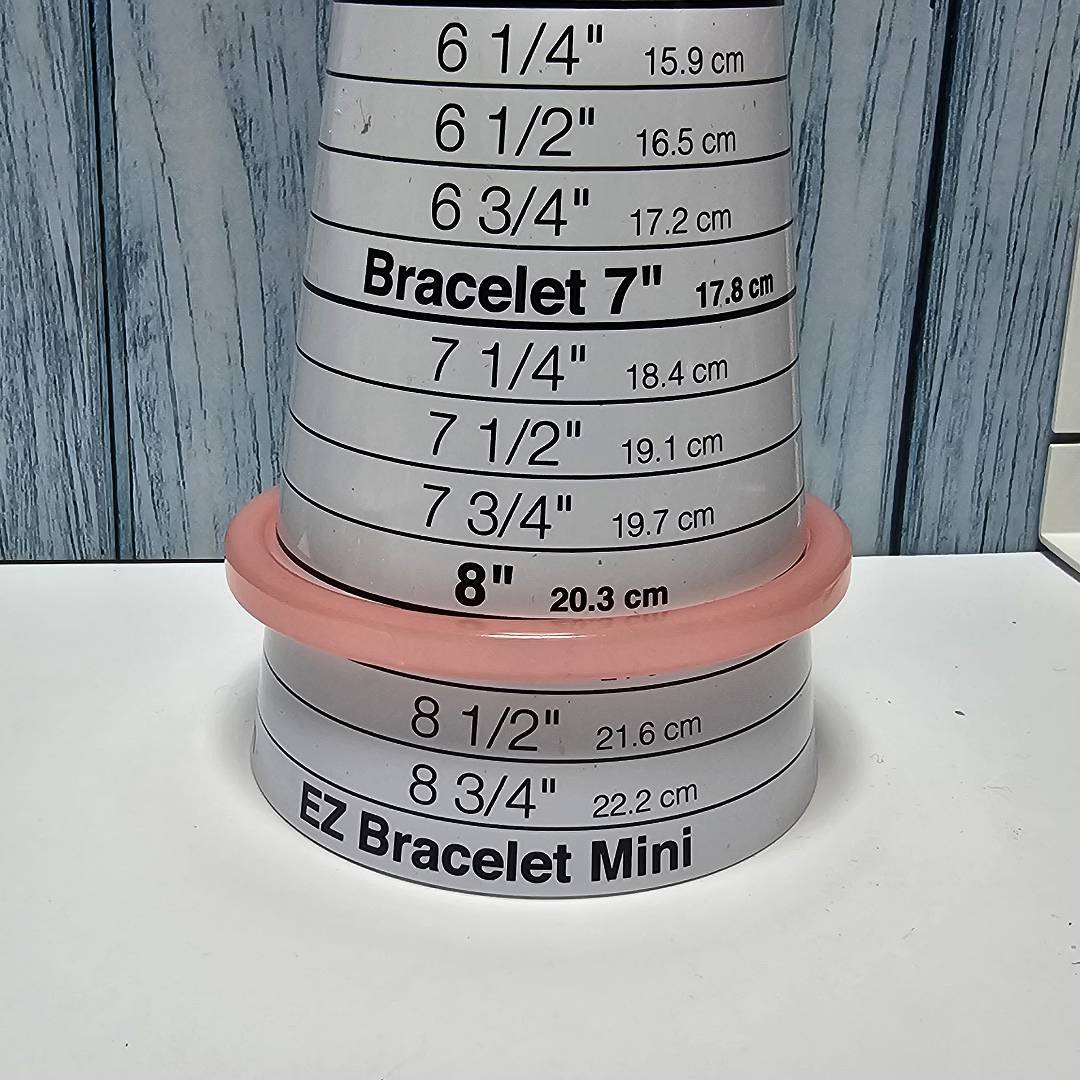 6 1/4" 15.9 cm
6 1/2" 16.5 cm
6 3/4" 17.2 cm
Bracelet 7" 17.8 cm
7 1/4" 18.4 cm
7 1/2" 19.1 cm
7 3/4" 19.7 cm
8" 20.3 cm
8 1/2" 21.6 cm
8 3/4" 22.2 cm
EZ Bracelet Mini